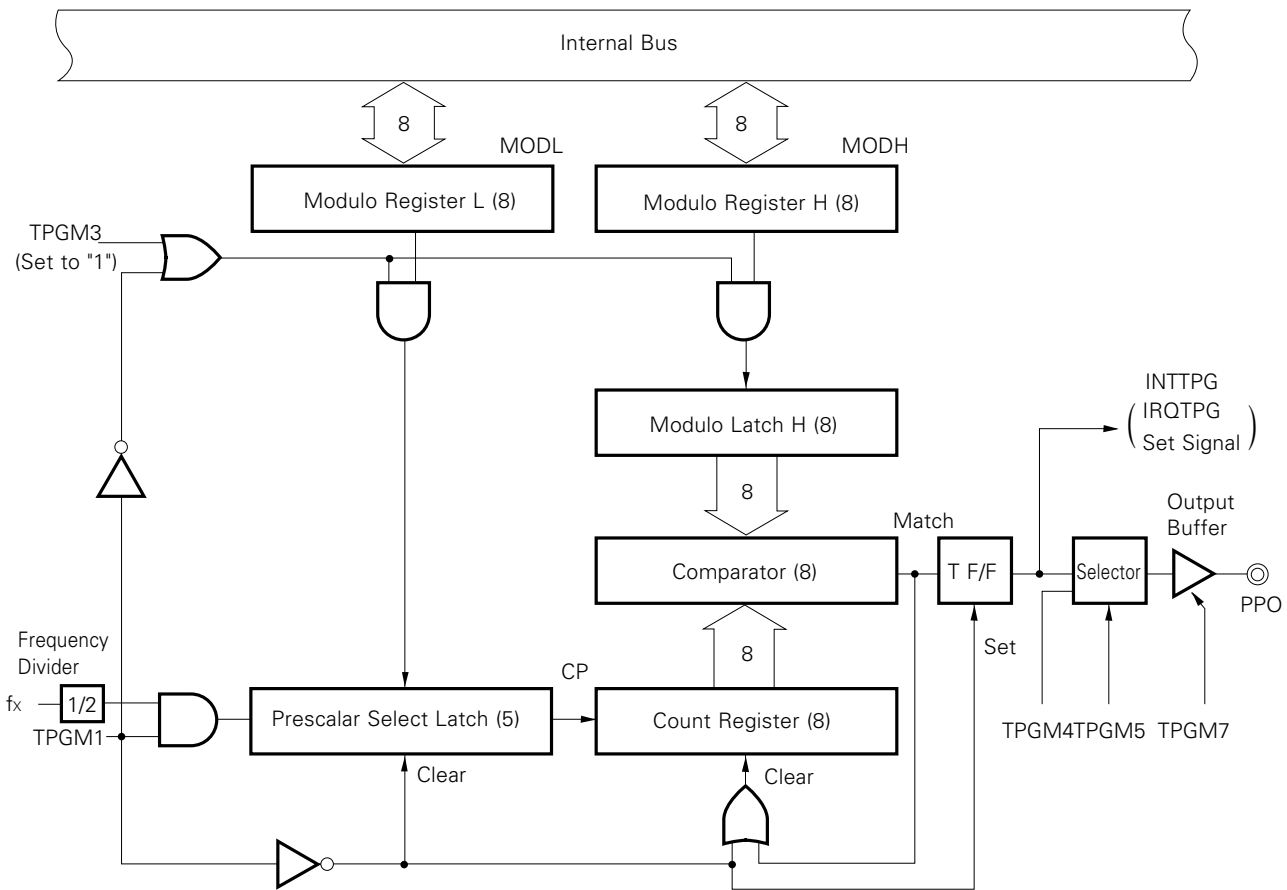 Internal Bus
8
8
MODL
MODH
Modulo Register L (8)
Modulo Register H (8)
TPGM3
(Set to "1")
INTTPG
IRQTPG
Set Signal
Modulo Latch H (8)
8
Match
Output
Buffer
Comparator (8)
T F/F
Selector
PPO
Set
8
Frequency
Divider
CP
fx
1/2
Prescalar Select Latch (5)
Count Register (8)
TPGM1
TPGM4
TPGM5
TPGM7
Clear
Clear